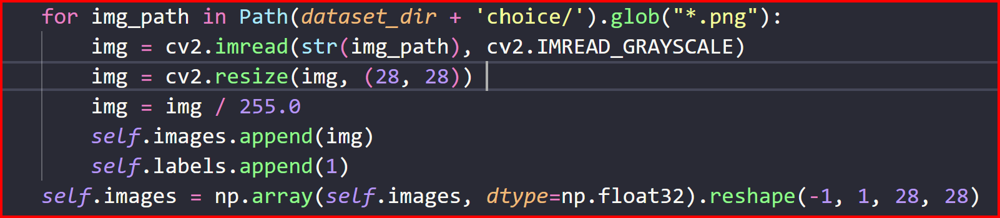 for img_path in Path(dataset_dir + 'choice/').glob("*.png"):
    img = cv2.imread(str(img_path), cv2.IMREAD_GRAYSCALE)
    img = cv2.resize(img, (28, 28))
    img = img / 255.0
    self.images.append(img)
    self.labels.append(1)
self.images = np.array(self.images, dtype=np.float32).reshape(-1, 1, 28, 28)